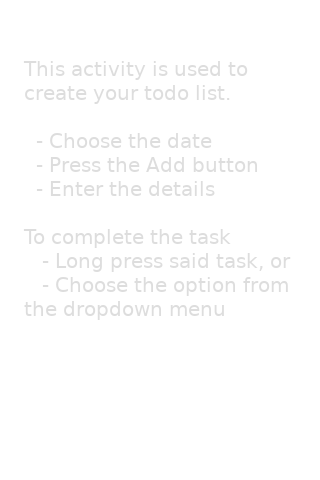 This activity is used to
create your todo list.
- Choose the date
- Press the Add button
- Enter the details
To complete the task
- Long press said task, or
- Choose the option from
the dropdown menu